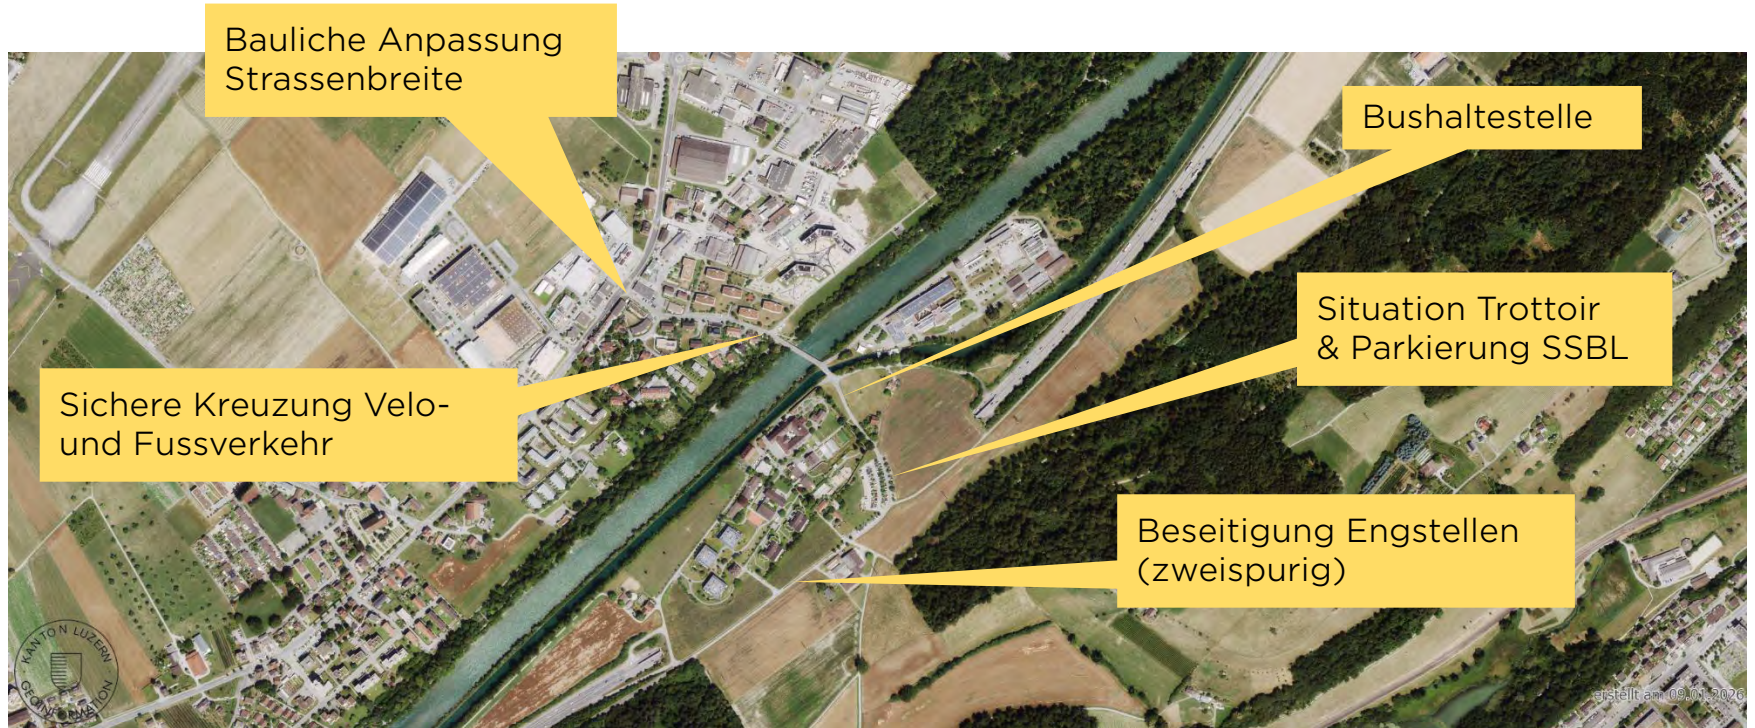 Bauliche Anpassung
Strassenbreite
Bushaltestelle
Situation Trottoir
& Parkierung SSBL
Sichere Kreuzung Velo-
und Fussverkehr
Beseitigung Engstellen
(zweispurig)
KANTON LUZERN
GEOINFORMATION
erstellt am 09.01.2026